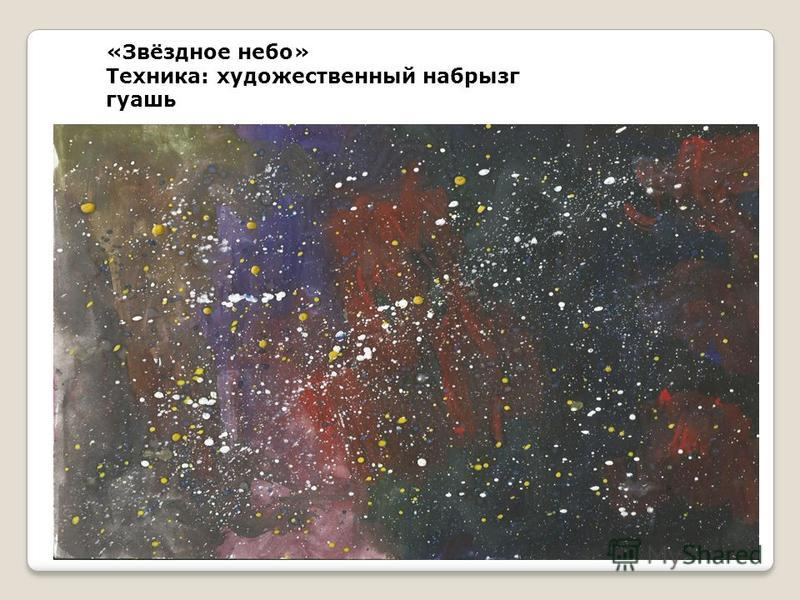 «Звёздное небо»
Техника: художественный набрызг
гуашь
MyShared